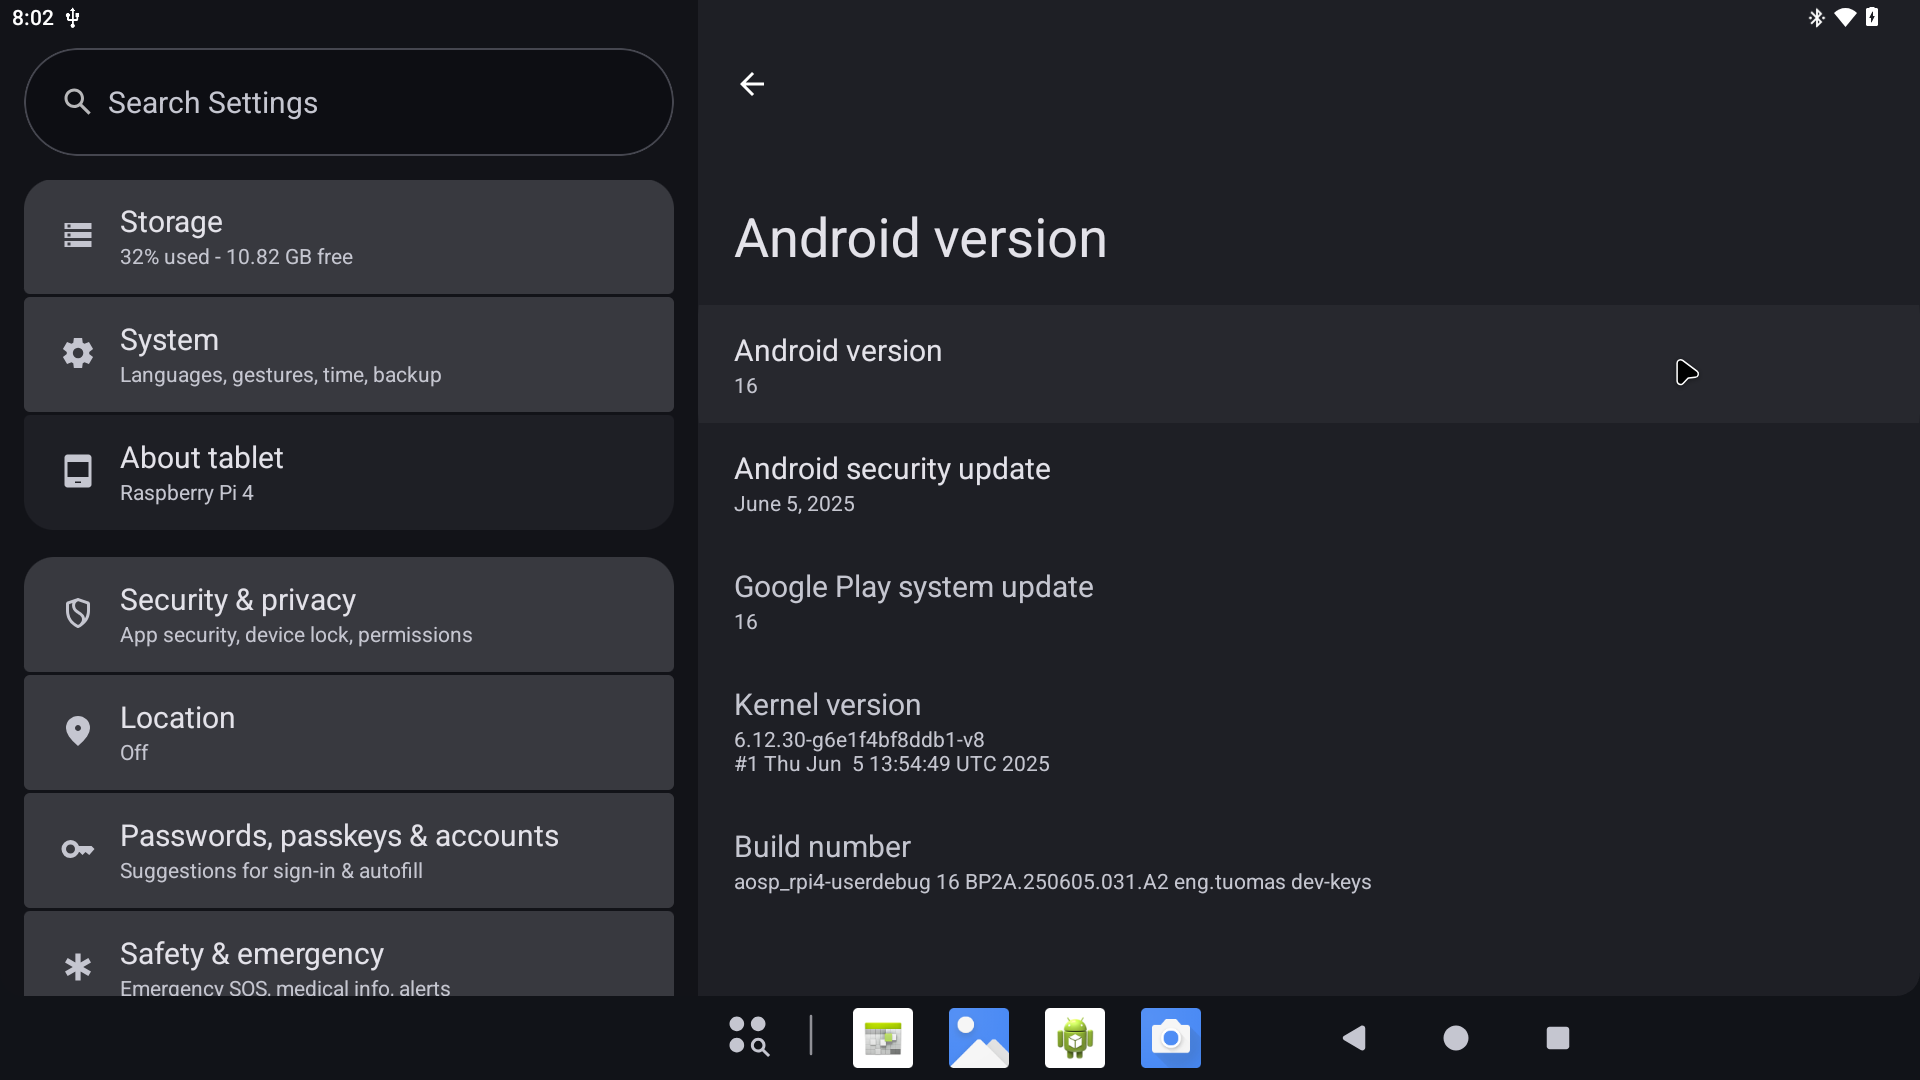 8:02
Search Settings
Storage
32% used - 10.82 GB free
System
Languages, gestures, time, backup
About tablet
Raspberry Pi 4
Security & privacy
App security, device lock, permissions
Location
Off
Passwords, passkeys & accounts
Suggestions for sign-in & autofill
Safety & emergency
Emergency SOS, medical info, alerts
Android version
Android version
16
Android security update
June 5, 2025
Google Play system update
16
Kernel version
6.12.30-g6e1f4bf8ddb1-v8
#1 Thu Jun  5 13:54:49 UTC 2025
Build number
aosp_rpi4-userdebug 16 BP2A.250605.031.A2 eng.tuomas dev-keys